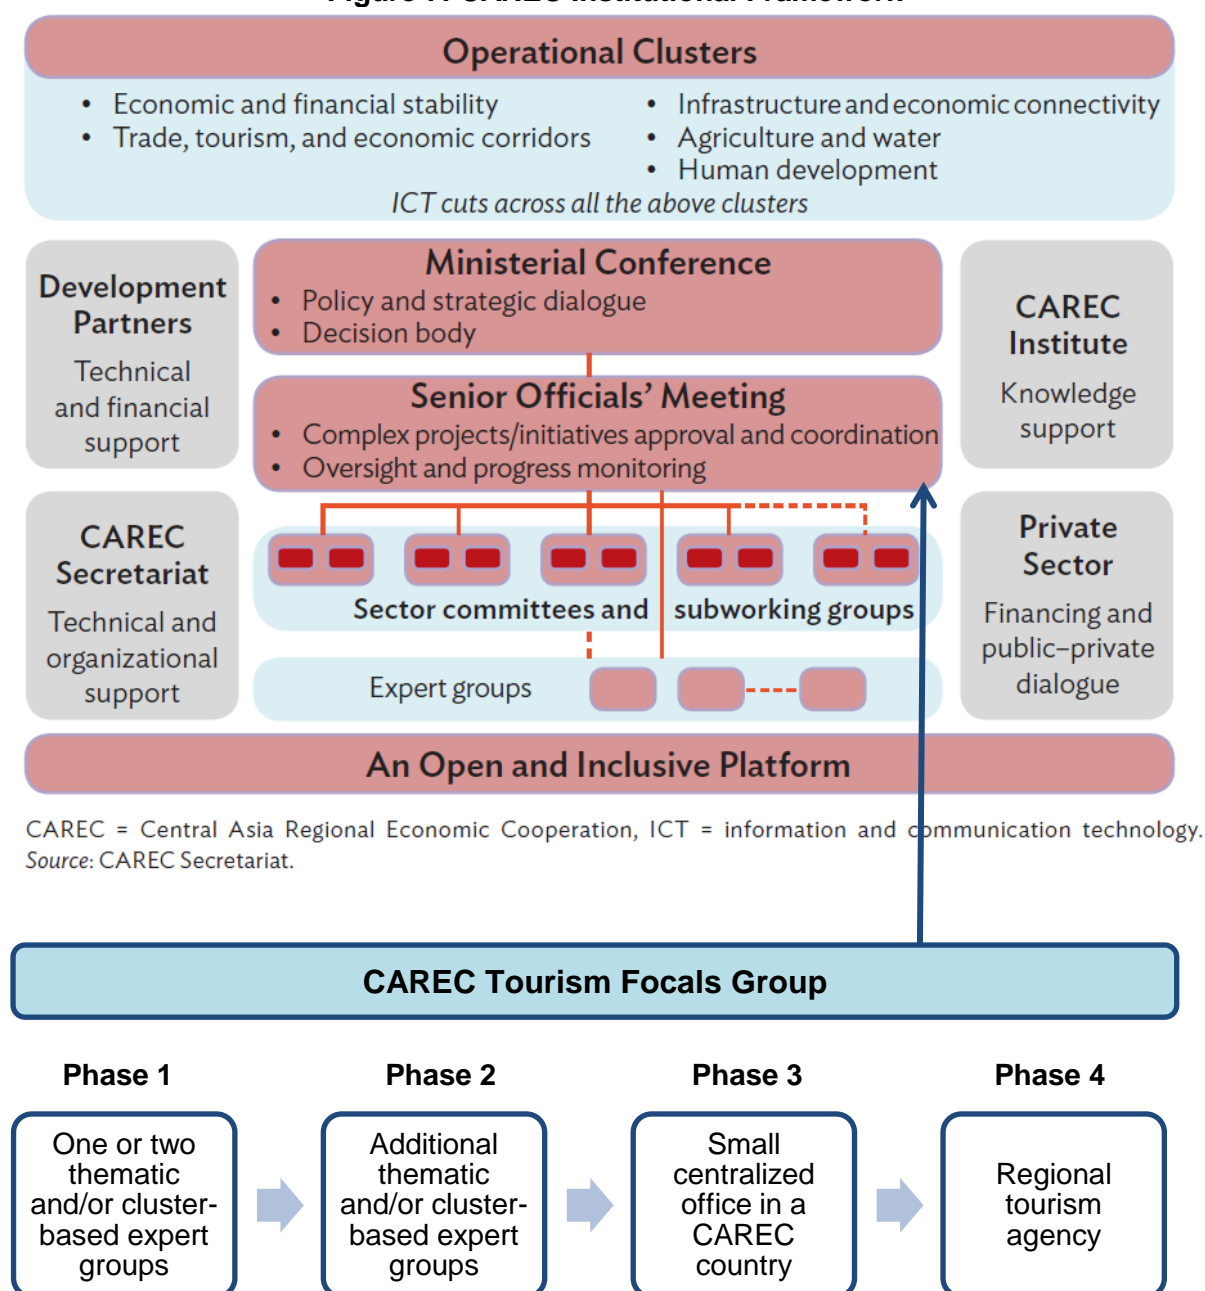 Operational Clusters
• Economic and financial stability
• Trade, tourism, and economic corridors
• Infrastructure and economic connectivity
• Agriculture and water
• Human development
ICT cuts across all the above clusters
Development
Partners
Technical
and financial
support
Ministerial Conference
• Policy and strategic dialogue
• Decision body
Senior Officials’ Meeting
• Complex projects/initiatives approval and coordination
• Oversight and progress monitoring
CAREC
Institute
Knowledge
support
CAREC
Secretariat
Technical and
organizational
support
Sector committees and subworking groups
Expert groups
Private
Sector
Financing and
public–private
dialogue
An Open and Inclusive Platform
CAREC = Central Asia Regional Economic Cooperation, ICT = information and communication technology.
Source: CAREC Secretariat.
CAREC Tourism Focals Group
Phase 1
One or two
thematic
and/or cluster-
based expert
groups
Phase 2
Additional
thematic
and/or cluster-
based expert
groups
Phase 3
Small
centralized
office in a
CAREC
country
Phase 4
Regional
tourism
agency